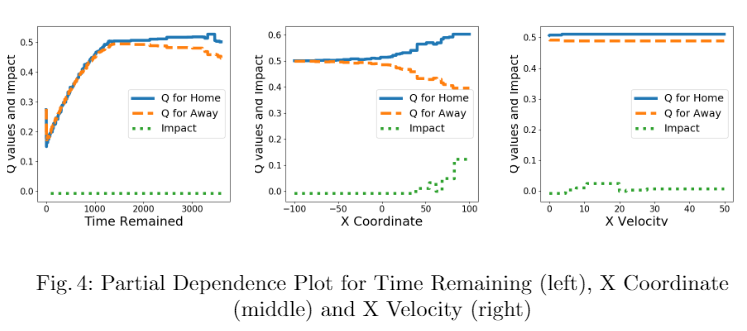 Q values and Impact
0.5
0.4
0.3
0.2
0.1
0.0
Q for Home
Q for Away
Impact
0 1000 2000 3000
Time Remained
Q values and Impact
0.6
0.5
0.4
0.3
0.2
0.1
0.0
Q for Home
Q for Away
Impact
−100 −50 0 50 100
X Coordinate
Q values and Impact
0.5
0.4
0.3
0.2
0.1
0.0
Q for Home
Q for Away
Impact
0 10 20 30 40 50
X Velocity
Fig. 4: Partial Dependence Plot for Time Remaining (left), X Coordinate
(middle) and X Velocity (right)